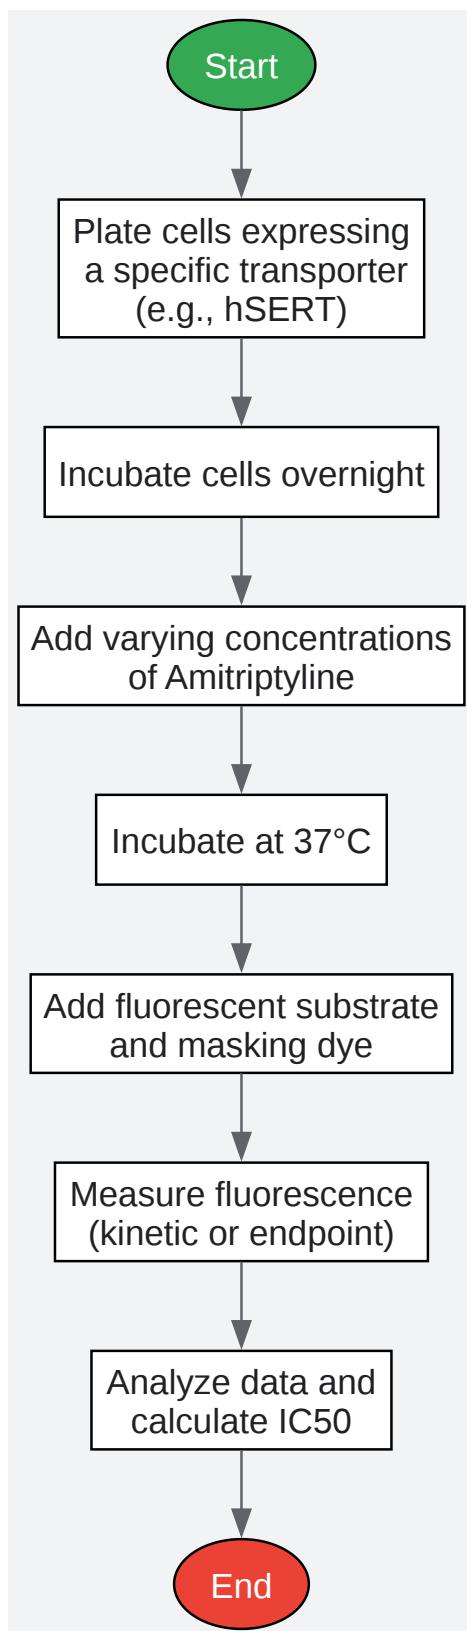 Start
Plate cells expressing
a specific transporter
(e.g., hSERT)
Incubate cells overnight
Add varying concentrations
of Amitriptyline
Incubate at 37°C
Add fluorescent substrate
and masking dye
Measure fluorescence
(kinetic or endpoint)
Analyze data and
calculate IC50
End